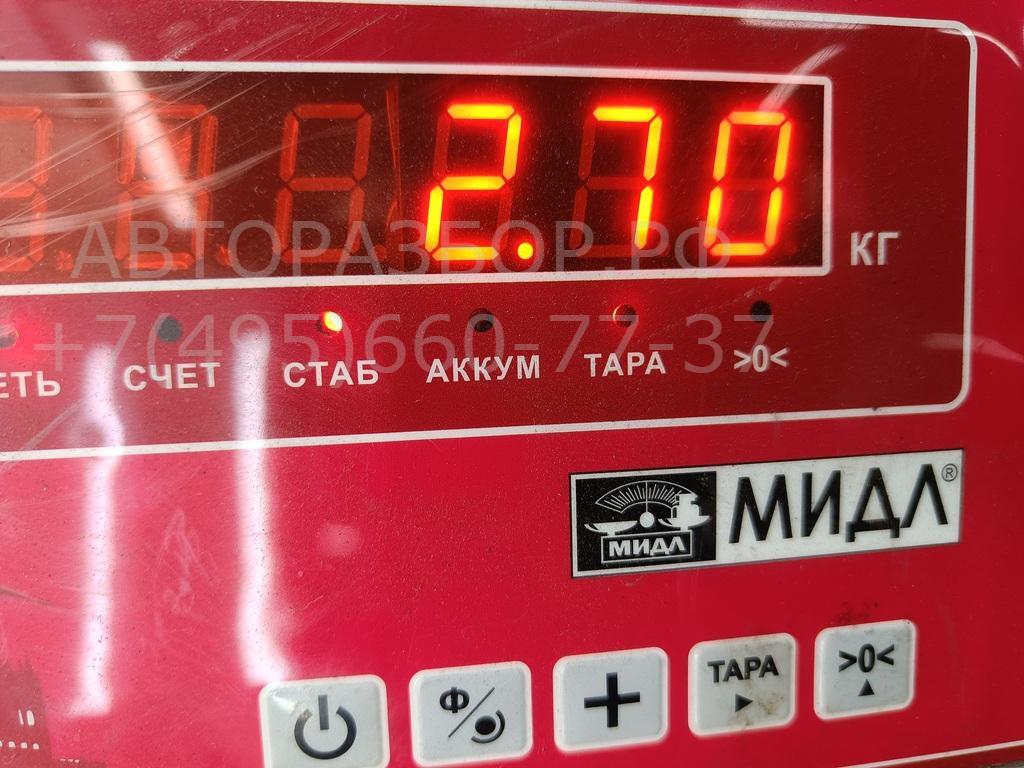 2.70
КГ
АВТОРАЗБОР.РФ
+7(495)660-77-37
ЕТЬ СЧЕТ СТАБ АККУМ ТАРА >0<
МИДЛ МИДЛ®
Ф ТАРА >0<